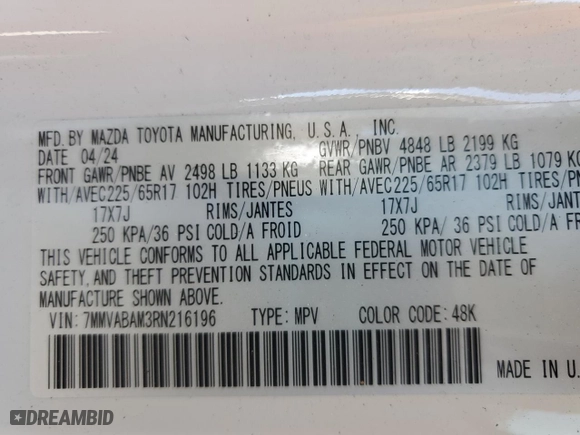 MFD. BY MAZDA TOYOTA MANUFACTURING, U.S.A., INC.
DATE 04/24 GVWR/PNBV 4848 LB 2199 KG
FRONT GAWR/PNBE AV 2498 LB 1133 KG REAR GAWR/PNBE AR 2379 LB 1079 KG
WITH/AVEC225/65R17 102H TIRES/PNEUS WITH/AVEC225/65R17 102H TIRES/PN
17X7J RIMS/JANTES 17X7J RIMS/JANTES
250 KPA/36 PSI COLD/A FROID 250 KPA/ 36 PSI COLD/A FROI
THIS VEHICLE CONFORMS TO ALL APPLICABLE FEDERAL MOTOR VEHICLE
SAFETY, AND THEFT PREVENTION STANDARDS IN EFFECT ON THE DATE OF
MANUFACTURE SHOWN ABOVE.
VIN: 7MMVABAM3RN216196 TYPE: MPV COLOR CODE: 48K
MADE IN U.
DREAMBID